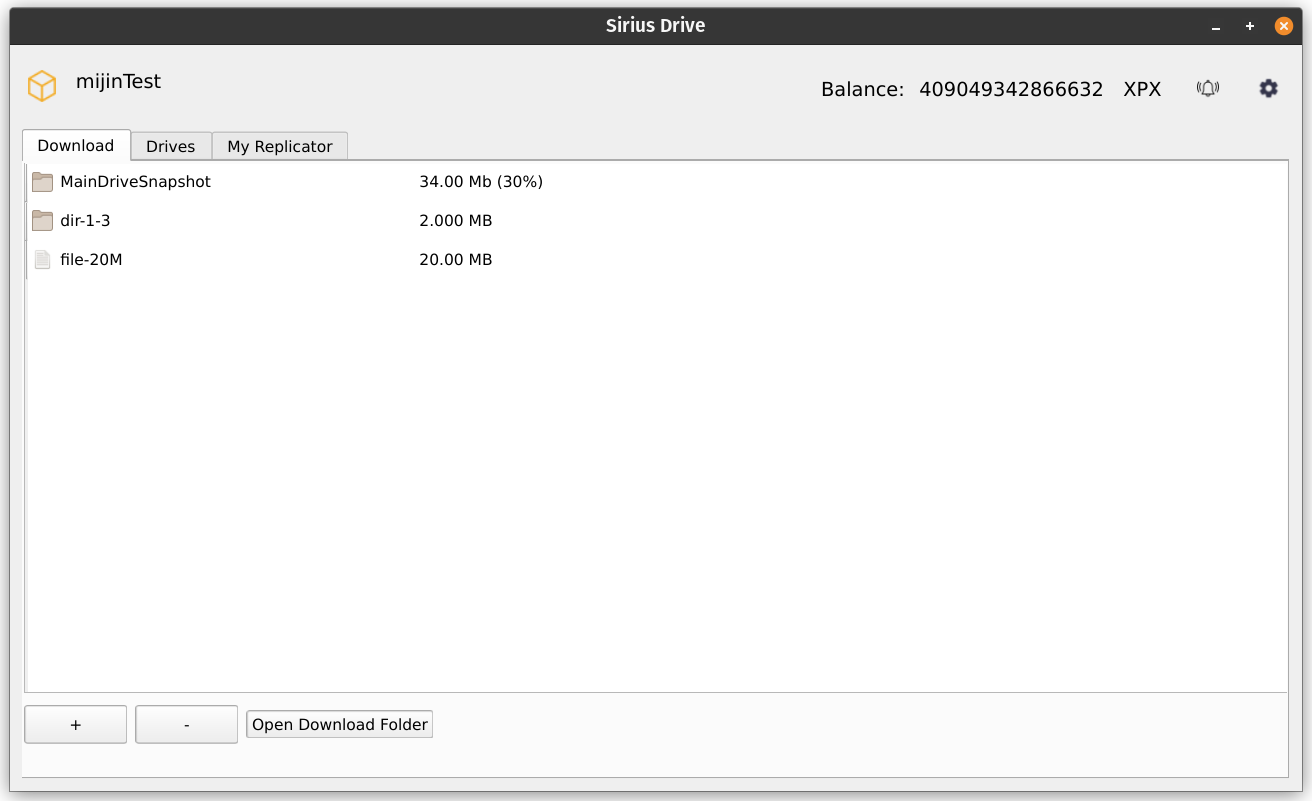 Sirius Drive
mijinTest
Balance: 409049342866632 XPX
Download Drives My Replicator
MainDriveSnapshot 34.00 Mb (30%)
dir-1-3 2.000 MB
file-20M 20.00 MB
+ - Open Download Folder